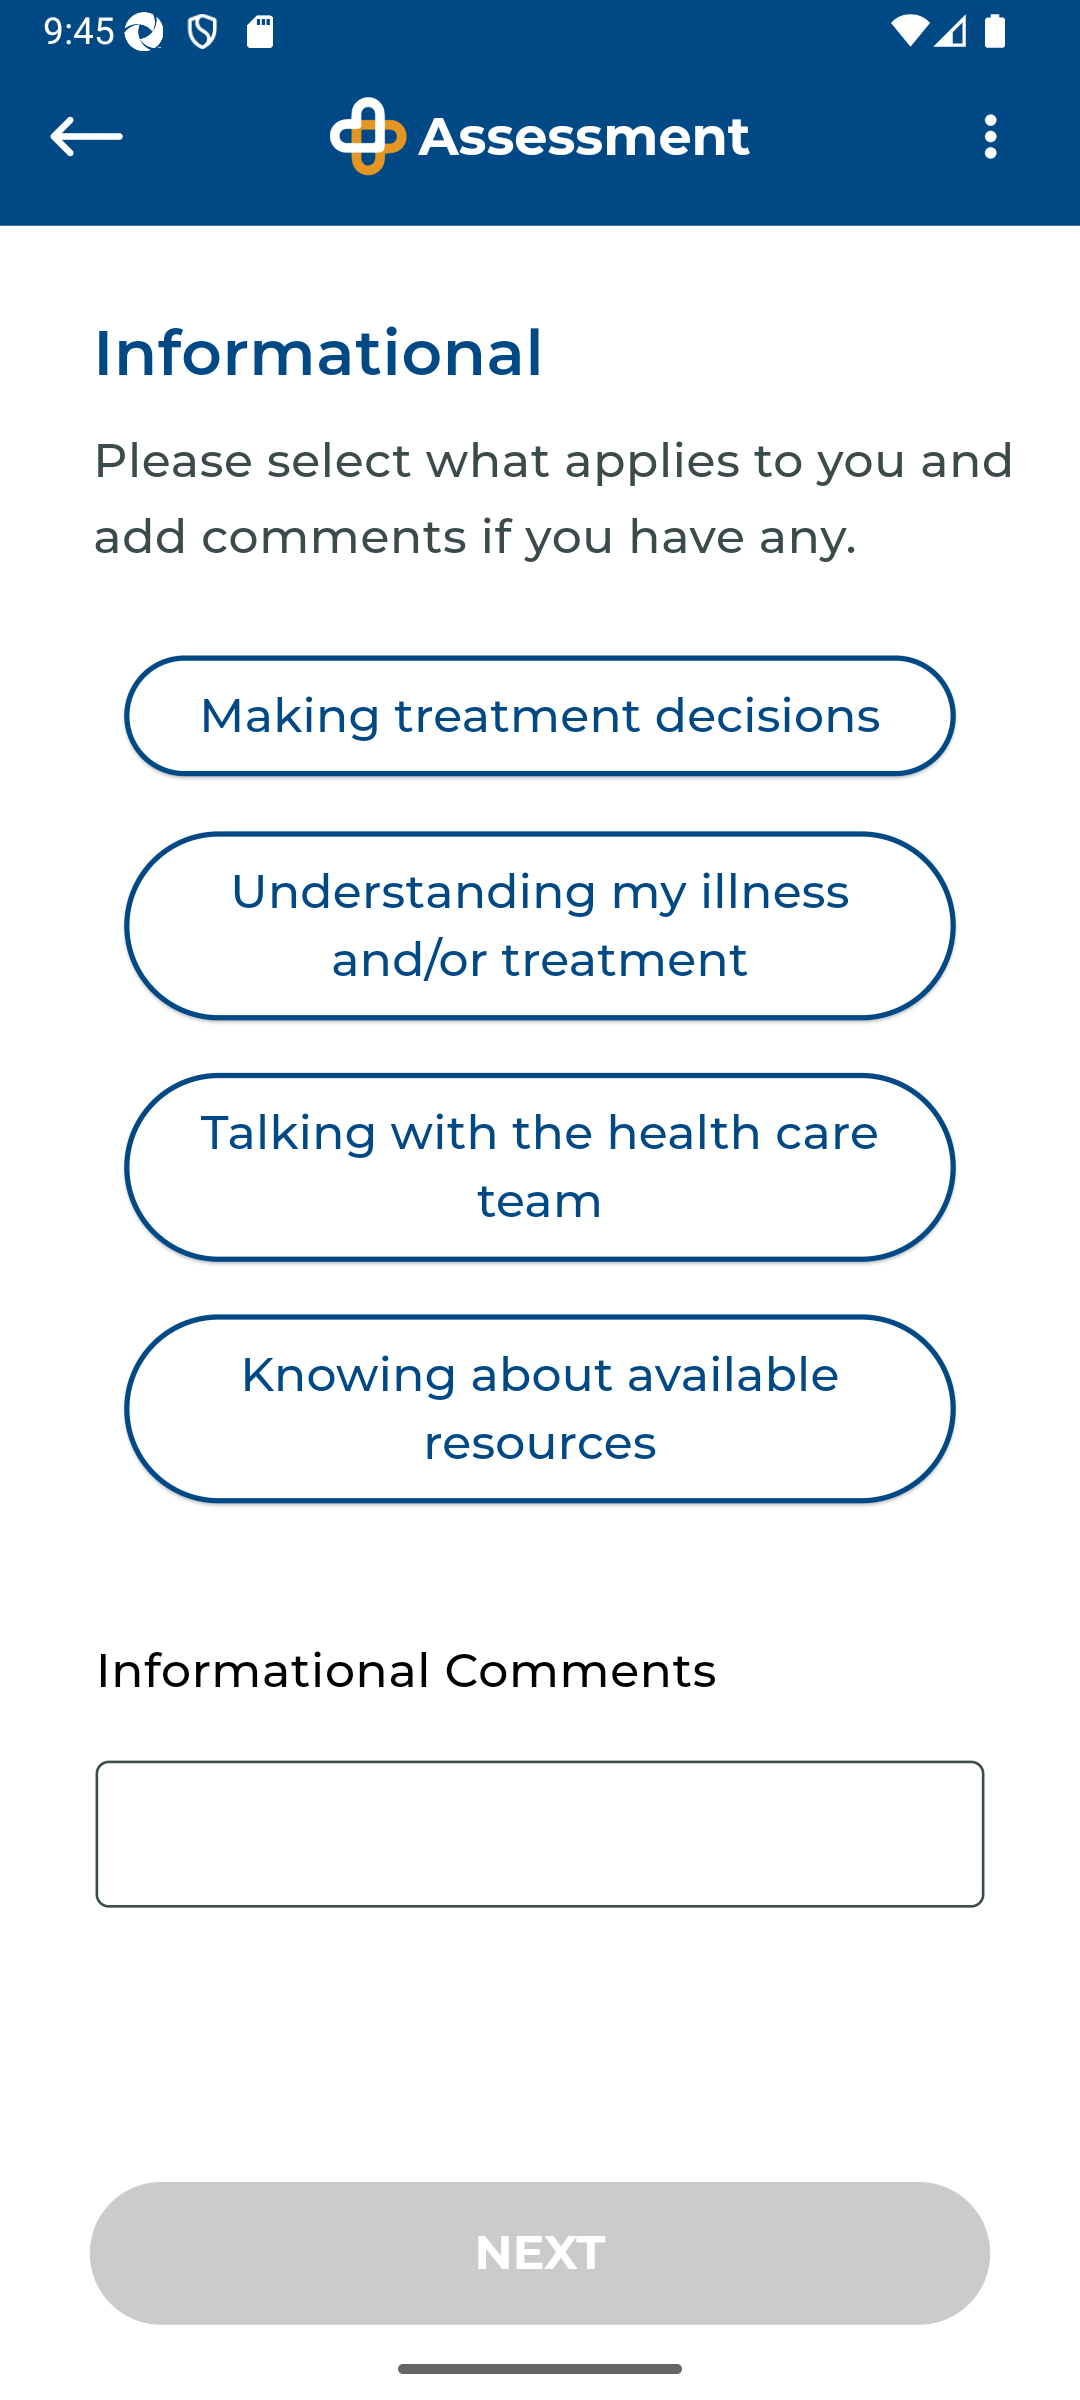 9:45
Assessment
Informational
Please select what applies to you and
add comments if you have any.
Making treatment decisions
Understanding my illness
and/or treatment
Talking with the health care
team
Knowing about available
resources
Informational Comments
NEXT